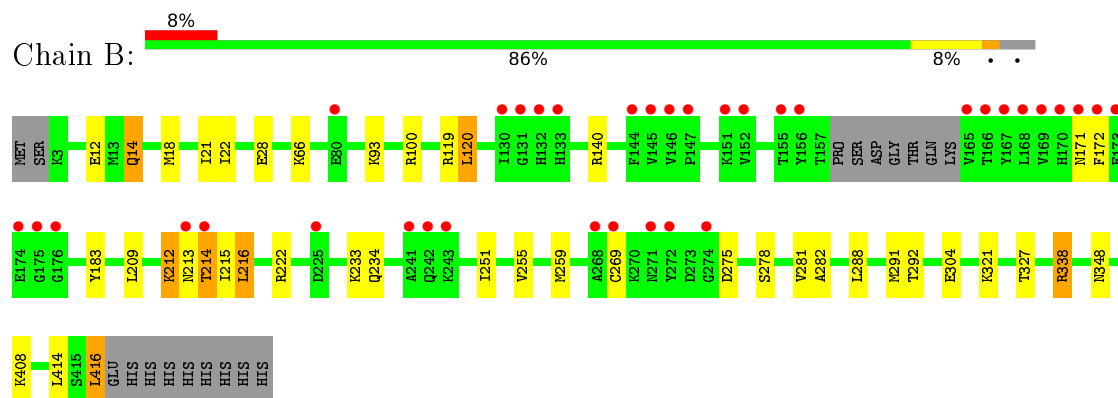 8%
Chain B:
86%
8%
MET SER K3 E12 M13 Q14 M18 I21 I22 E28 K66 E80 K93 R100 R119 L120 I130 G131 H132 H133 R140 F144 V145 V146 P147 K151 V152 T155 Y156 T157 PRO SER ASP GLY THR GLN LYS V165 T166 Y167 L168 V169 H170 N171 F172 E173
E174 G175 G176 Y183 L209 K212 N213 T214 I215 L216 R222 D225 K233 Q234 A241 Q242 K243 I251 V255 M259 A268 C269 K270 N271 Y272 D273 G274 D275 S278 V281 A282 L288 M291 T292 E304 K321 T327 R338 N348
K408 L414 S415 L416 GLU HIS HIS HIS HIS HIS HIS HIS